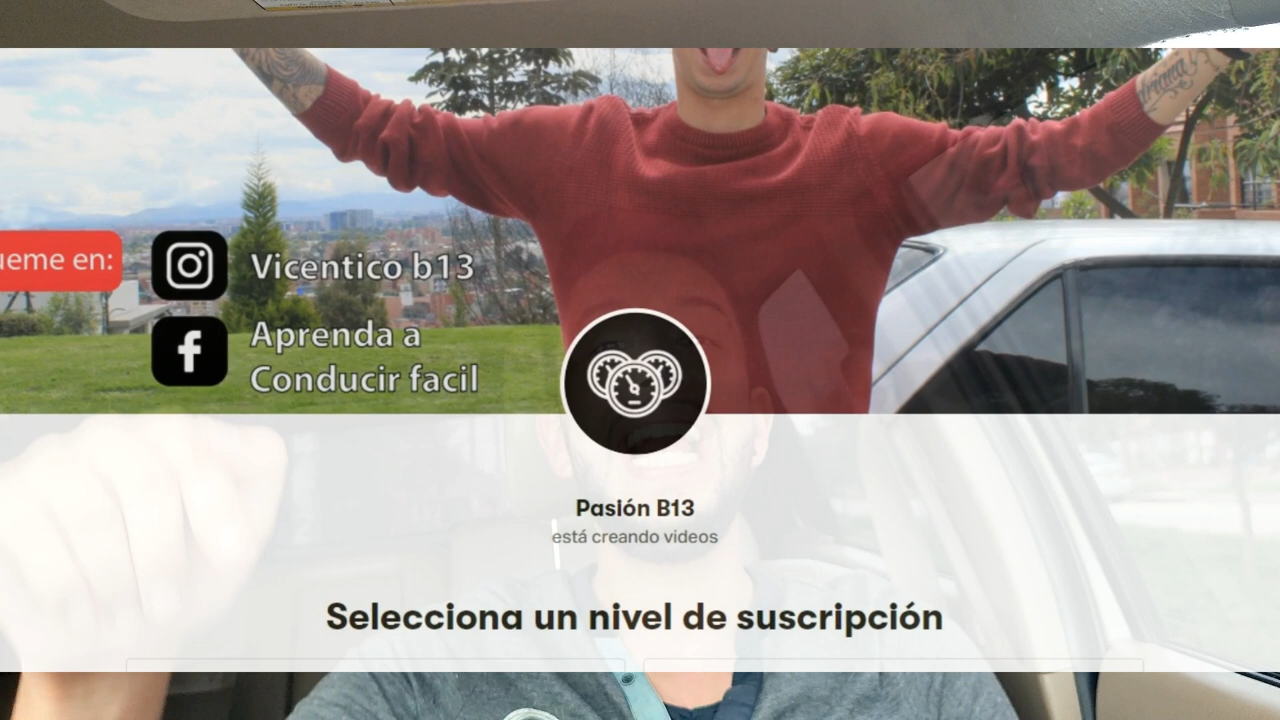 ueme en:
Vicentico b13
Aprenda a
Conducir facil
Pasión B13
está creando videos
Selecciona un nivel de suscripción